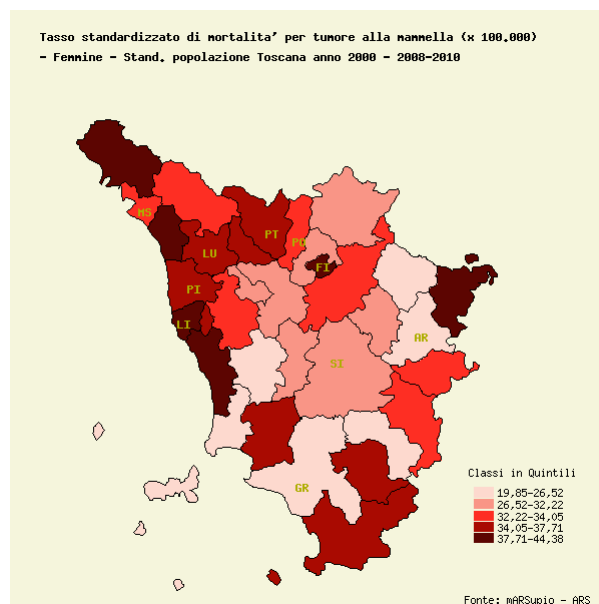 Tasso standardizzato di mortalita’ per tumore alla mammella (x 100.000)
– Femmine – Stand. popolazione Toscana anno 2000 – 2008-2010
MS
PT
PO
LU
FI
PI
LI
AR
SI
GR
Classi in Quintili
19,85-26,52
26,52-32,22
32,22-34,05
34,05-37,71
37,71-44,38
Fonte: mARSupio – ARS